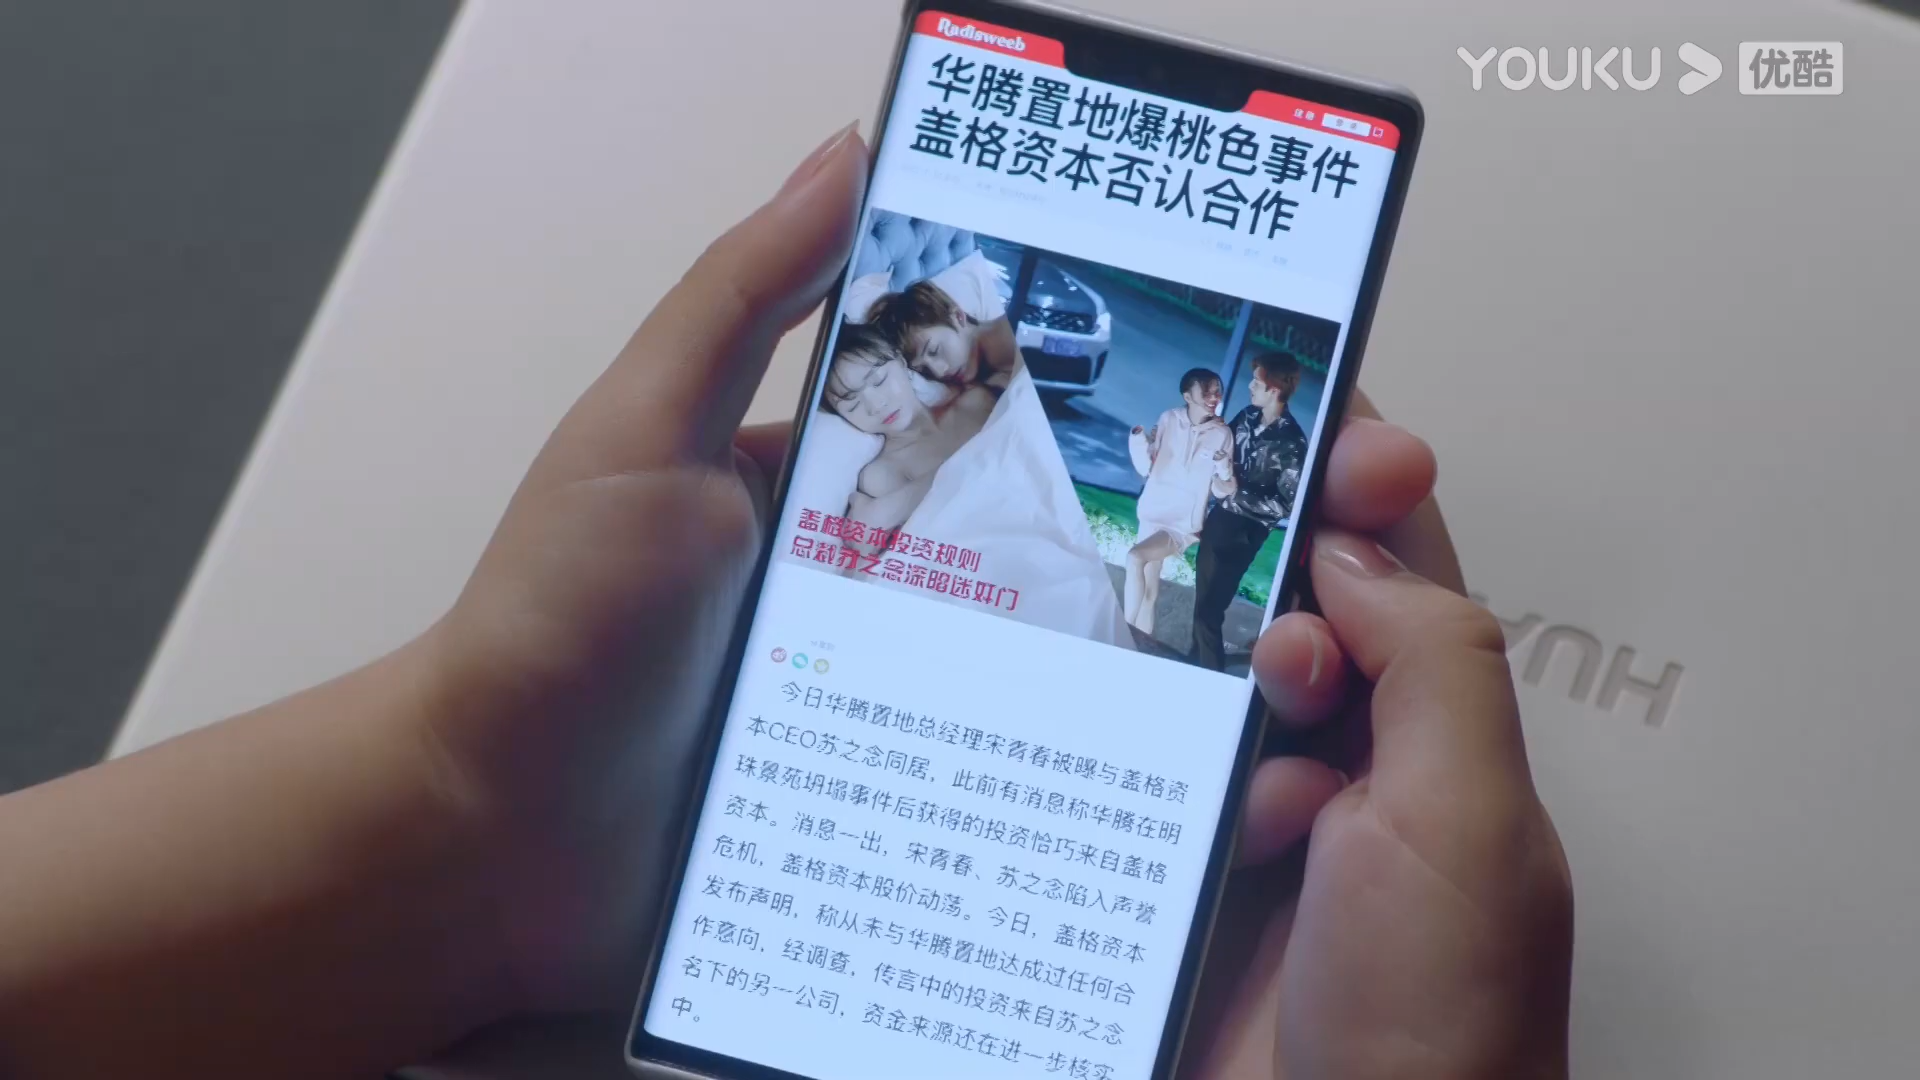 Radisweeb
YOUKU 优酷
华腾置地爆桃色事件
盖格资本否认合作
盖格资本投资规则
总裁苏之念深陷迷奸门
今日华腾置地总经理宋青春被曝与盖格资
本CEO苏之念同居，此前有消息称华腾在明
珠景苑坍塌事件后获得的投资恰巧来自盖格
资本。消息一出，宋青春、苏之念陷入声誉
危机，盖格资本股价动荡。今日，盖格资本
发布声明，称从未与华腾置地达成过任何合
作意向，经调查，传言中的投资来自苏之念
名下的另一公司，资金来源还在进一步核实
中。
HUA